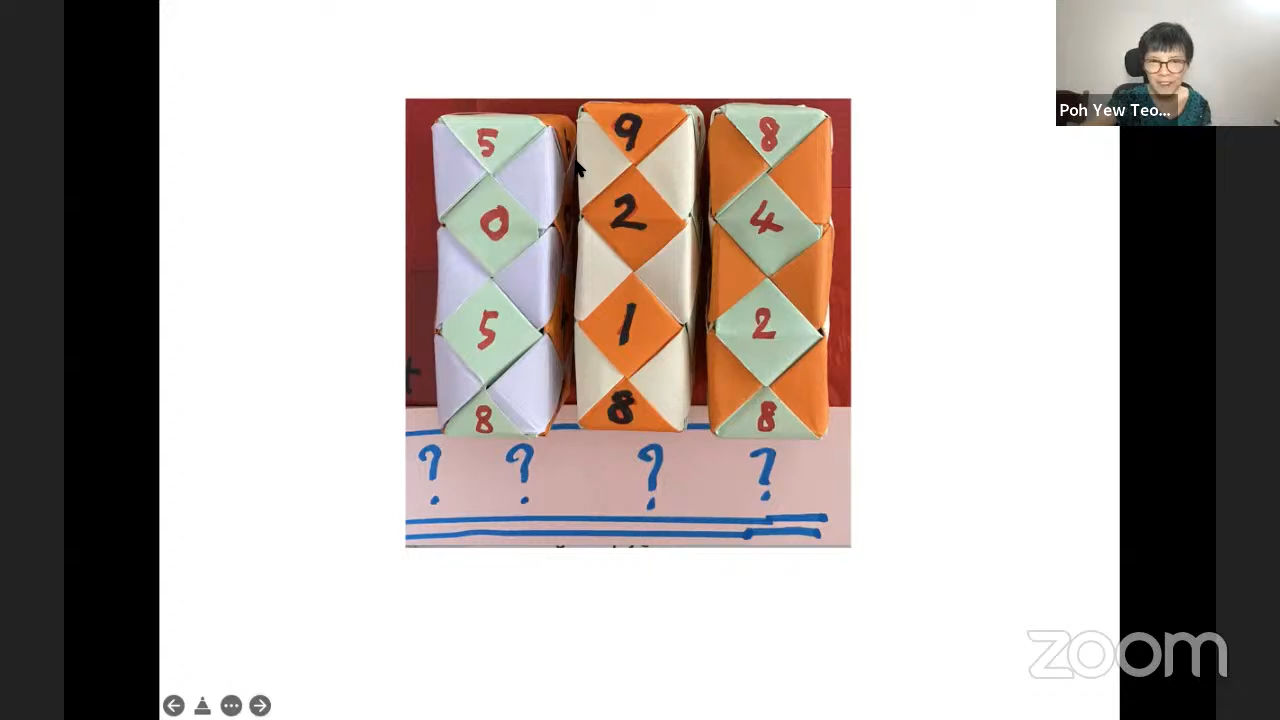 Poh Yew Teo...
5 9 8
0 2 4
5 1 2
8 8 8
+
? ? ? ?
zoom